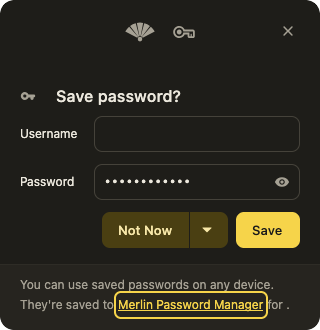 Save password?
Username
Password ••••••••••••
Not Now
Save
You can use saved passwords on any device.
They're saved to Merlin Password Manager for .